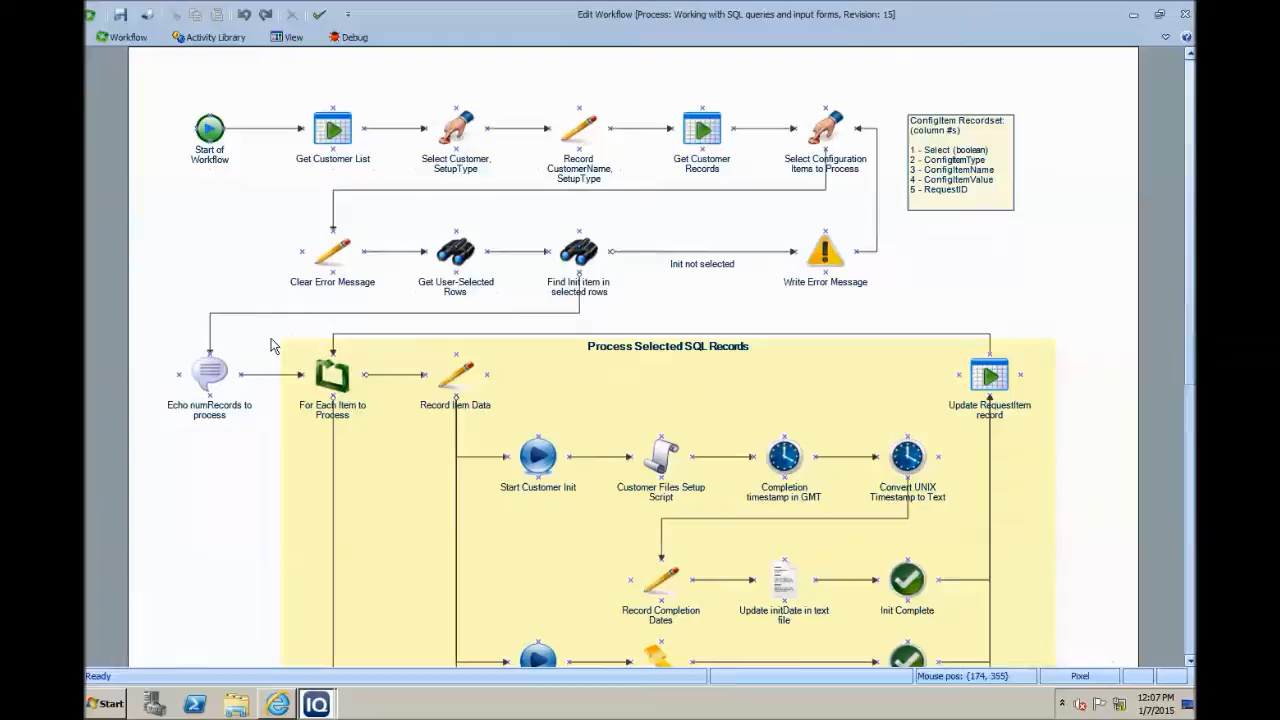 Edit Workflow [Process: Working with SQL queries and input forms, Revision: 15]
Workflow Activity Library View Debug
Start of
Workflow
Get Customer List
Select Customer,
SetupType
Record
CustomerName,
SetupType
Get Customer
Records
Select Configuration
Items to Process
ConfigItem Recordset:
(column #s)
1 - Select (boolean)
2 - ConfigItemType
3 - ConfigItemName
4 - ConfigItemValue
5 - RequestID
Clear Error Message
Get User-Selected
Rows
Find Init item in
selected rows
Init not selected
Write Error Message
Process Selected SQL Records
Echo numRecords to
process
For Each Item to
Process
Record Item Data
Update RequestItem
record
Start Customer Init
Customer Files Setup
Script
Completion
timestamp in GMT
Convert UNIX
Timestamp to Text
Record Completion
Dates
Update initDate in text
file
Init Complete
Ready
Mouse pos: {174, 355}
Pixel
Start
IQ
12:07 PM
1/7/2015